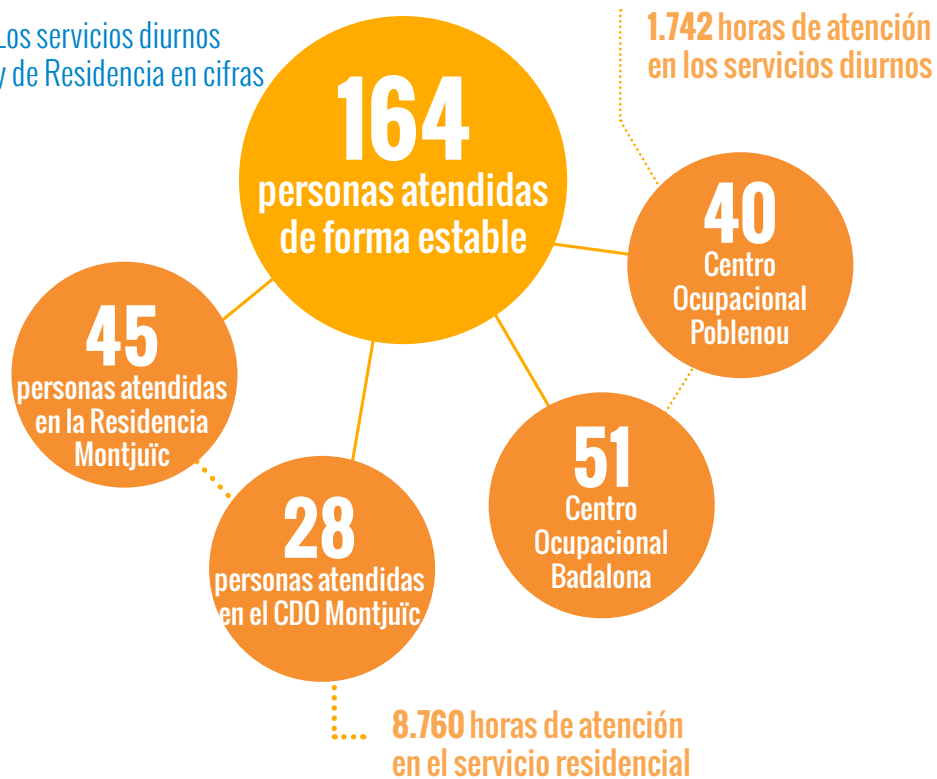 Los servicios diurnos
y de Residencia en cifras
164
personas atendidas
de forma estable
1.742 horas de atención
en los servicios diurnos
40
Centro
Ocupacional
Poblenou
45
personas atendidas
en la Residencia
Montjuïc
51
Centro
Ocupacional
Badalona
28
personas atendidas
en el CDO Montjuïc
8.760 horas de atención
en el servicio residencial